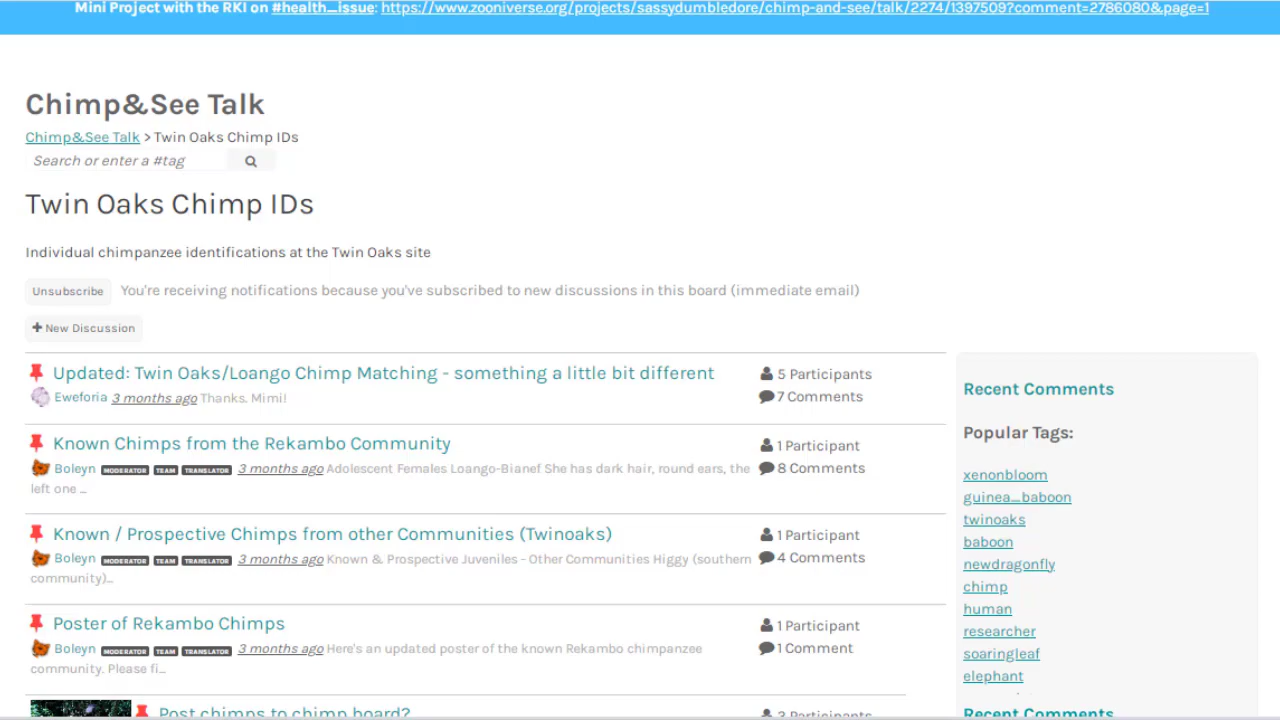 Mini Project with the RKI on #health_issue: https://www.zooniverse.org/projects/sassydumbledore/chimp-and-see/talk/2274/1397509?comment=2786080&page=1
Chimp&See Talk
Chimp&See Talk > Twin Oaks Chimp IDs
Search or enter a #tag
Twin Oaks Chimp IDs
Individual chimpanzee identifications at the Twin Oaks site
Unsubscribe You're receiving notifications because you've subscribed to new discussions in this board (immediate email)
New Discussion
Updated: Twin Oaks/Loango Chimp Matching - something a little bit different
5 Participants
Eweforia 3 months ago Thanks. Mimi!
7 Comments
Known Chimps from the Rekambo Community
1 Participant
Boleyn MODERATOR TEAM TRANSLATOR 3 months ago Adolescent Females Loango-Bianef She has dark hair, round ears, the
left one ...
8 Comments
Known / Prospective Chimps from other Communities (Twinoaks)
1 Participant
Boleyn MODERATOR TEAM TRANSLATOR 3 months ago Known & Prospective Juveniles - Other Communities Higgy (southern
community)...
4 Comments
Poster of Rekambo Chimps
1 Participant
Boleyn MODERATOR TEAM TRANSLATOR 3 months ago Here's an updated poster of the known Rekambo chimpanzee
community. Please fi...
1 Comment
Post chimps to chimp board?
3 Participants
Recent Comments
Popular Tags:
xenonbloom
guinea_baboon
twinoaks
baboon
newdragonfly
chimp
human
researcher
soaringleaf
elephant
Recent Comments